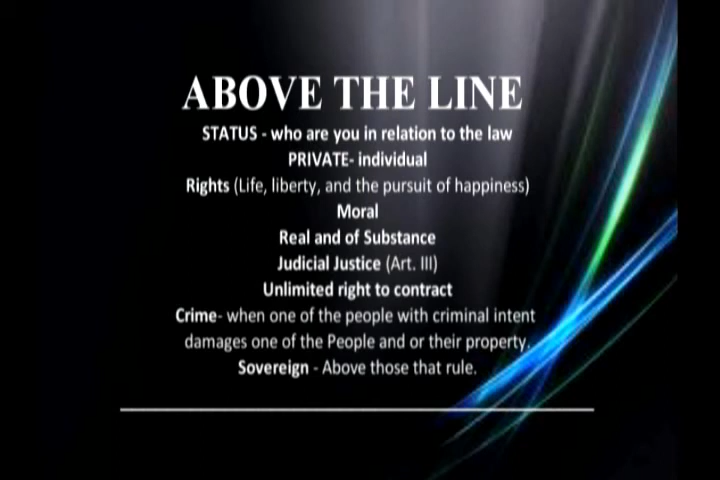 ABOVE THE LINE
STATUS - who are you in relation to the law
PRIVATE- individual
Rights (Life, liberty, and the pursuit of happiness)
Moral
Real and of Substance
Judicial Justice (Art. III)
Unlimited right to contract
Crime- when one of the people with criminal intent
damages one of the People and or their property.
Sovereign - Above those that rule.